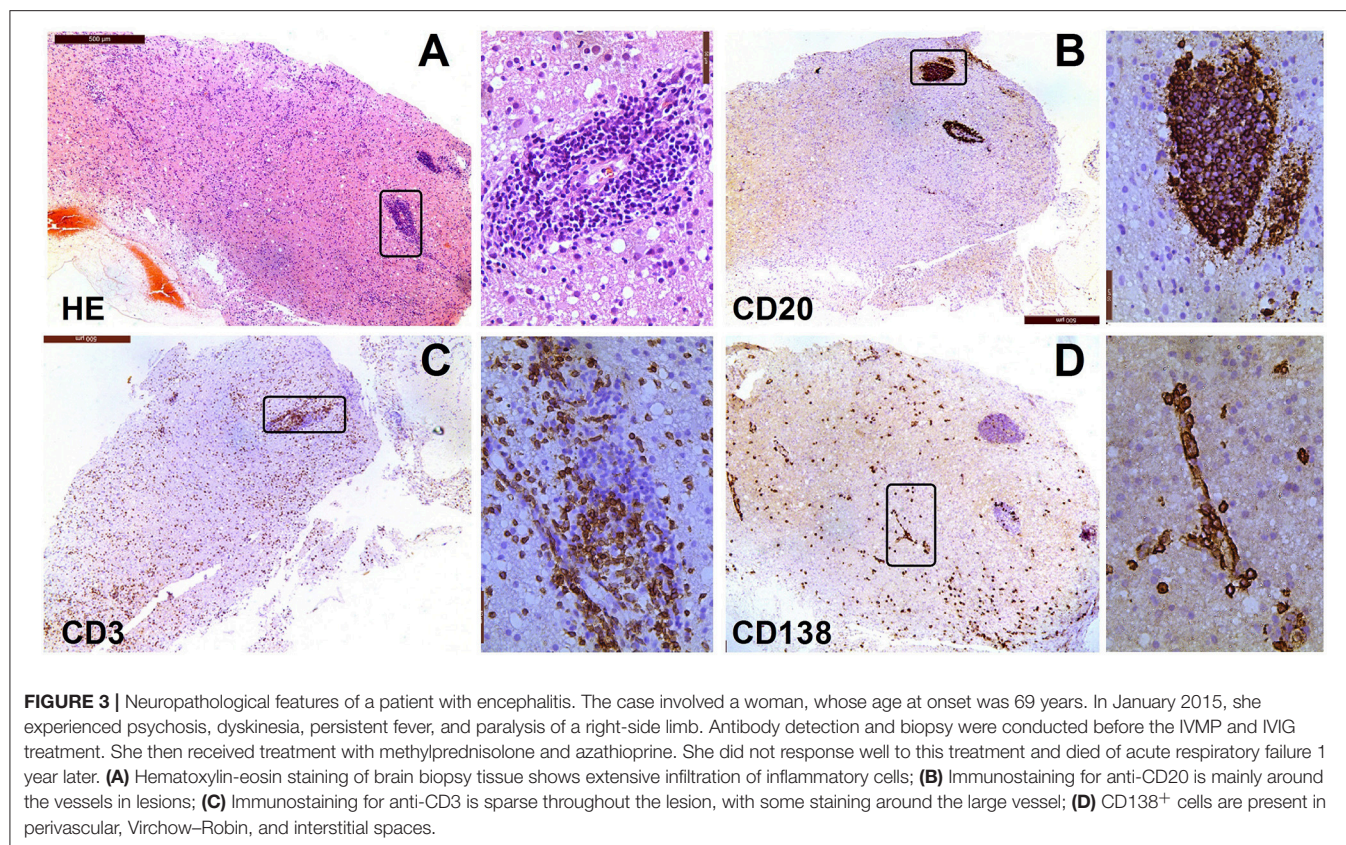 500 µm
A
HE
B
CD20
500 µm
500 µm
C
CD3
D
CD138
FIGURE 3 | Neuropathological features of a patient with encephalitis. The case involved a woman, whose age at onset was 69 years. In January 2015, she
experienced psychosis, dyskinesia, persistent fever, and paralysis of a right-side limb. Antibody detection and biopsy were conducted before the IVMP and IVIG
treatment. She then received treatment with methylprednisolone and azathioprine. She did not response well to this treatment and died of acute respiratory failure 1
year later. (A) Hematoxylin-eosin staining of brain biopsy tissue shows extensive infiltration of inflammatory cells; (B) Immunostaining for anti-CD20 is mainly around
the vessels in lesions; (C) Immunostaining for anti-CD3 is sparse throughout the lesion, with some staining around the large vessel; (D) CD138+ cells are present in
perivascular, Virchow–Robin, and interstitial spaces.